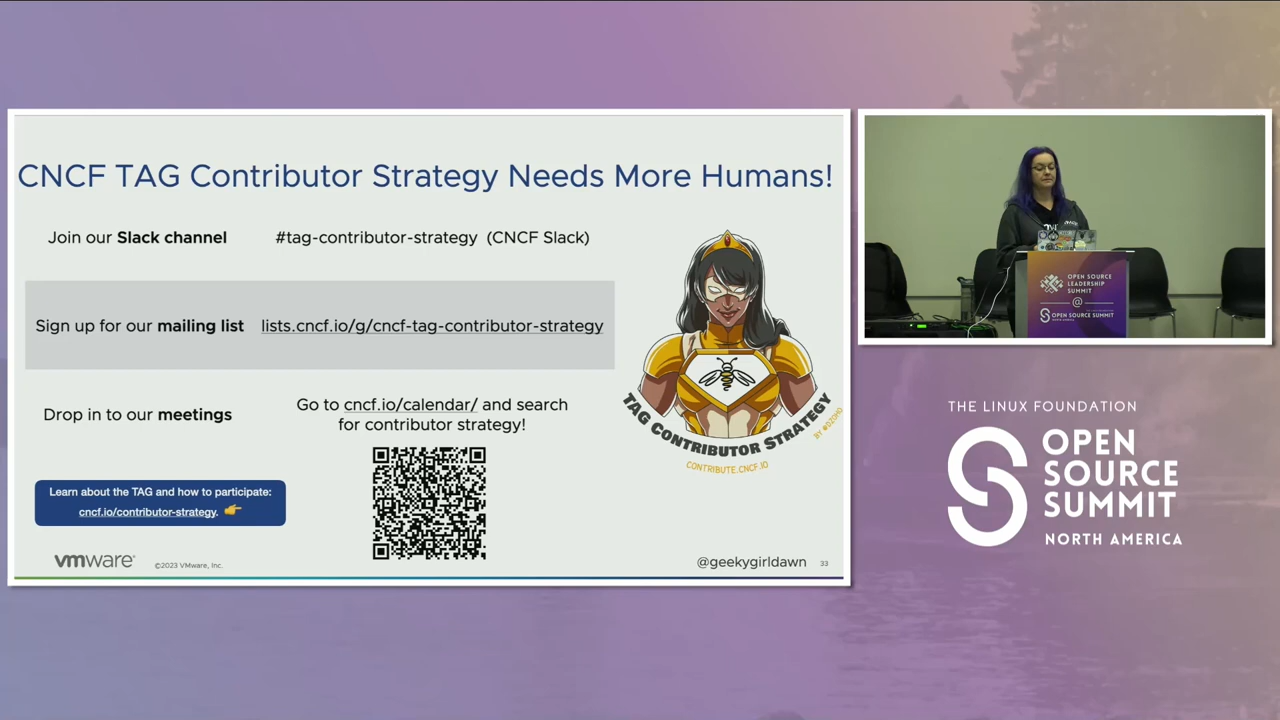 CNCF TAG Contributor Strategy Needs More Humans!
Join our Slack channel
#tag-contributor-strategy (CNCF Slack)
Sign up for our mailing list
lists.cncf.io/g/cncf-tag-contributor-strategy
Drop in to our meetings
Go to cncf.io/calendar/ and search
for contributor strategy!
Learn about the TAG and how to participate:
cncf.io/contributor-strategy. 👉
TAG CONTRIBUTOR STRATEGY
CONTRIBUTE.CNCF.IO
vmware®
©2023 VMware, Inc.
@geekygirldawn
33
OPEN SOURCE
LEADERSHIP
SUMMIT
@
OPEN SOURCE SUMMIT
THE LINUX FOUNDATION
OPEN
SOURCE
SUMMIT
NORTH AMERICA